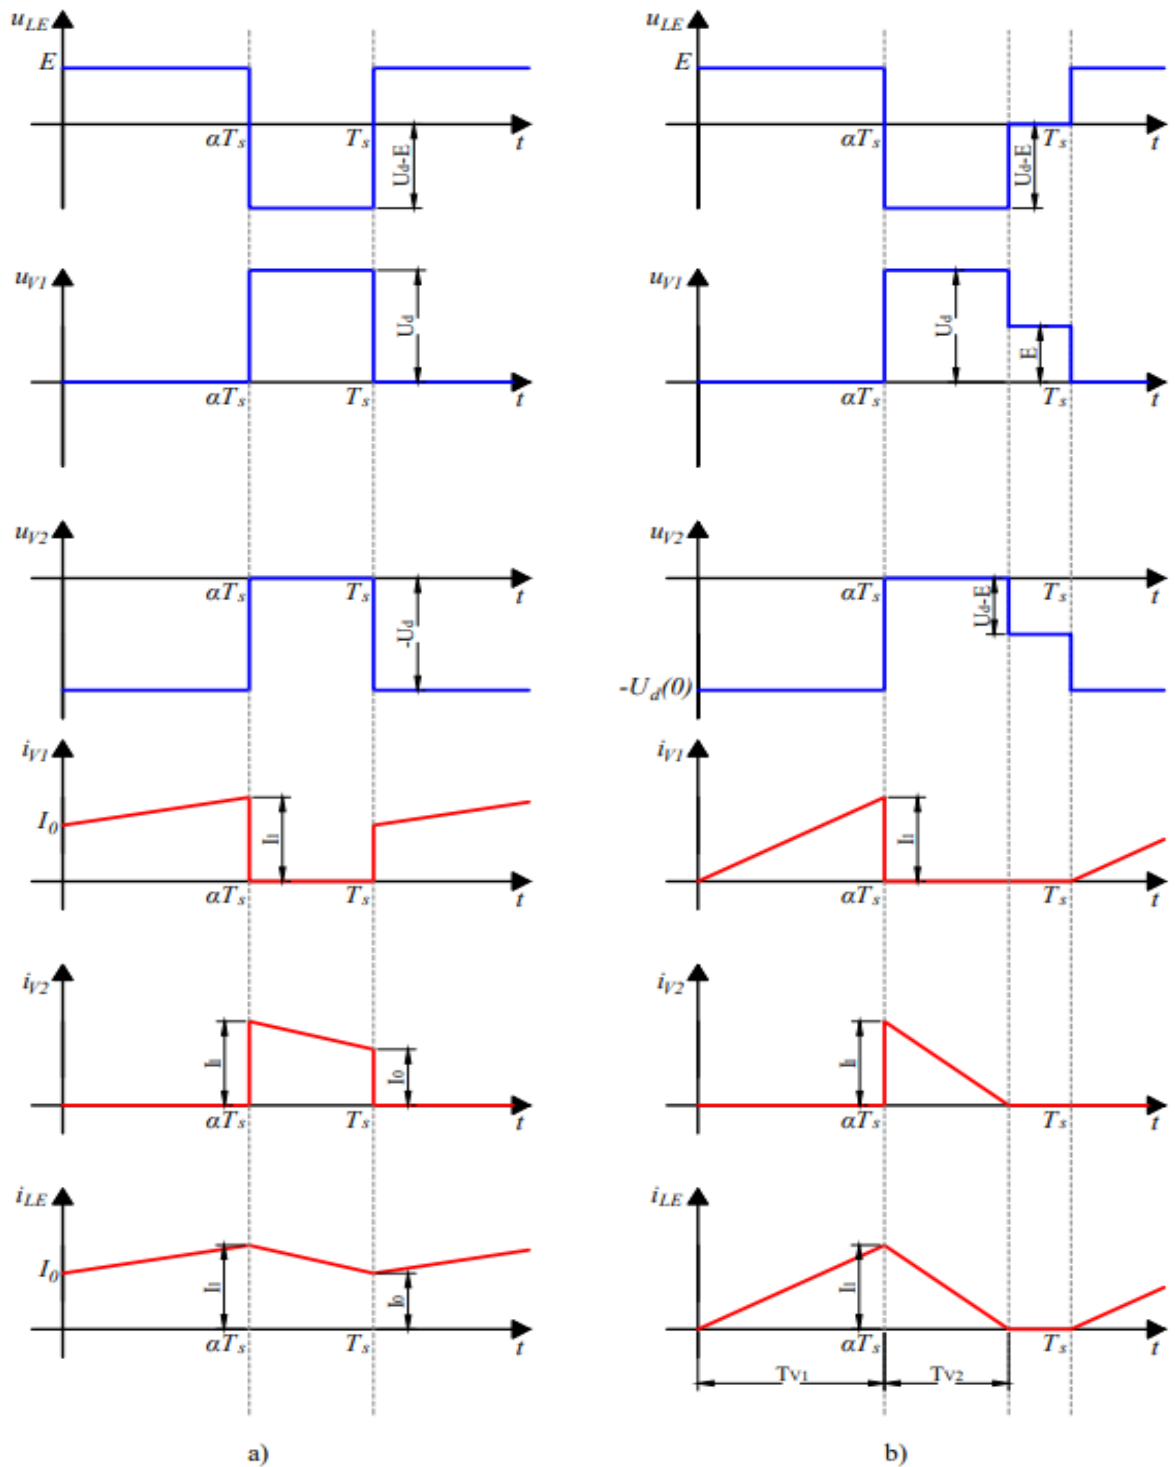 u_LE
E
αT_s
T_s
t
U_d-E
u_V1
αT_s
T_s
t
U_d
u_V2
αT_s
T_s
t
-U_d
i_V1
I_0
I_1
αT_s
T_s
t
i_V2
I_1
I_0
αT_s
T_s
t
i_LE
I_0
I_1
I_0
αT_s
T_s
t
a)
u_LE
E
αT_s
T_s
t
U_d-E
u_V1
U_d
E
αT_s
T_s
t
u_V2
αT_s
T_s
t
U_d-E
-U_d(0)
i_V1
I_1
αT_s
T_s
t
i_V2
I_1
αT_s
T_s
t
i_LE
I_1
αT_s
T_s
t
T_V1
T_V2
b)